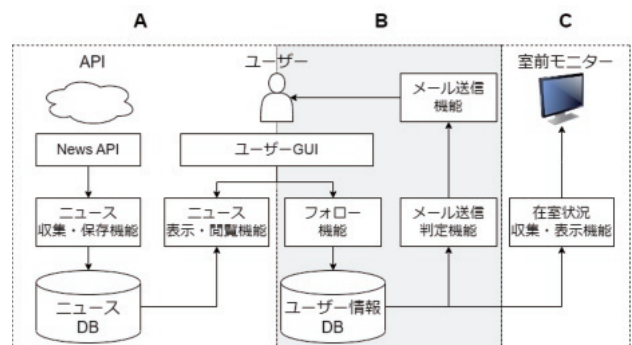 A
B
C
API
ユーザー
メール送信
機能
室前モニター
News API
ユーザーGUI
ニュース
収集・保存機能
ニュース
表示・閲覧機能
フォロー
機能
メール送信
判定機能
在室状況
収集・表示機能
ニュース
DB
ユーザー情報
DB